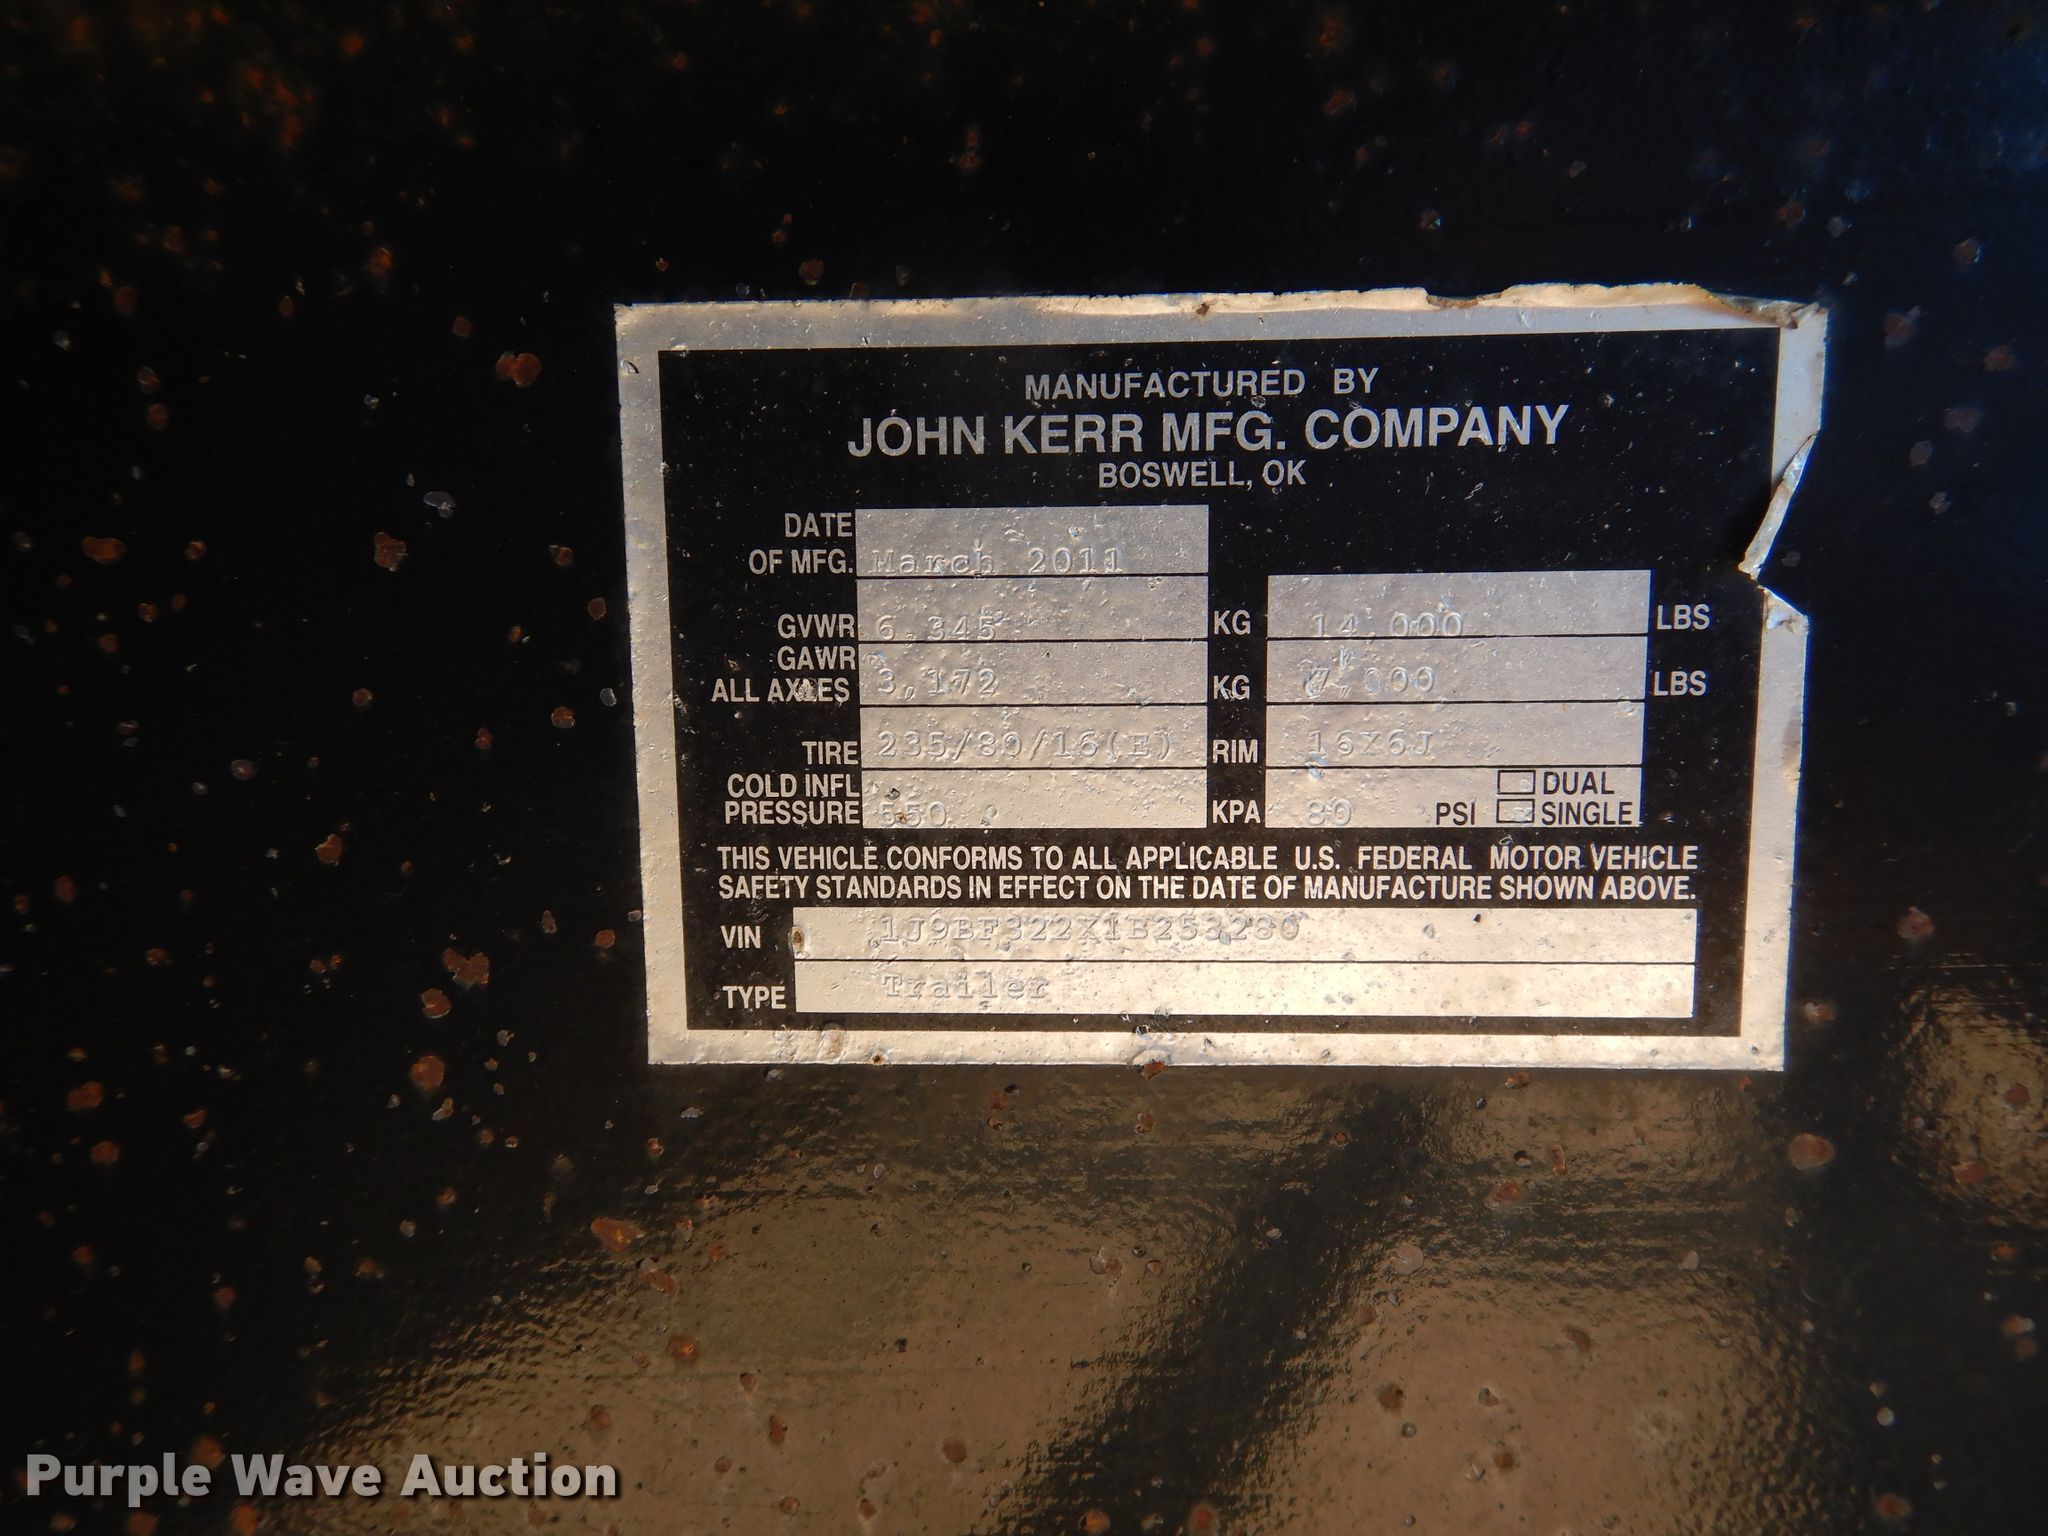 MANUFACTURED BY
JOHN KERR MFG. COMPANY
BOSWELL, OK
DATE
OF MFG. March 2011
GVWR 6,345 KG 14,000 LBS
GAWR
ALL AXLES 3,172 KG 7,000 LBS
TIRE 235/80/16(E) RIM 16X6J
COLD INFL DUAL
PRESSURE 550 KPA 80 PSI SINGLE
THIS VEHICLE CONFORMS TO ALL APPLICABLE U.S. FEDERAL MOTOR VEHICLE
SAFETY STANDARDS IN EFFECT ON THE DATE OF MANUFACTURE SHOWN ABOVE.
VIN 1J9BF322X1B253280
TYPE Trailer
Purple Wave Auction